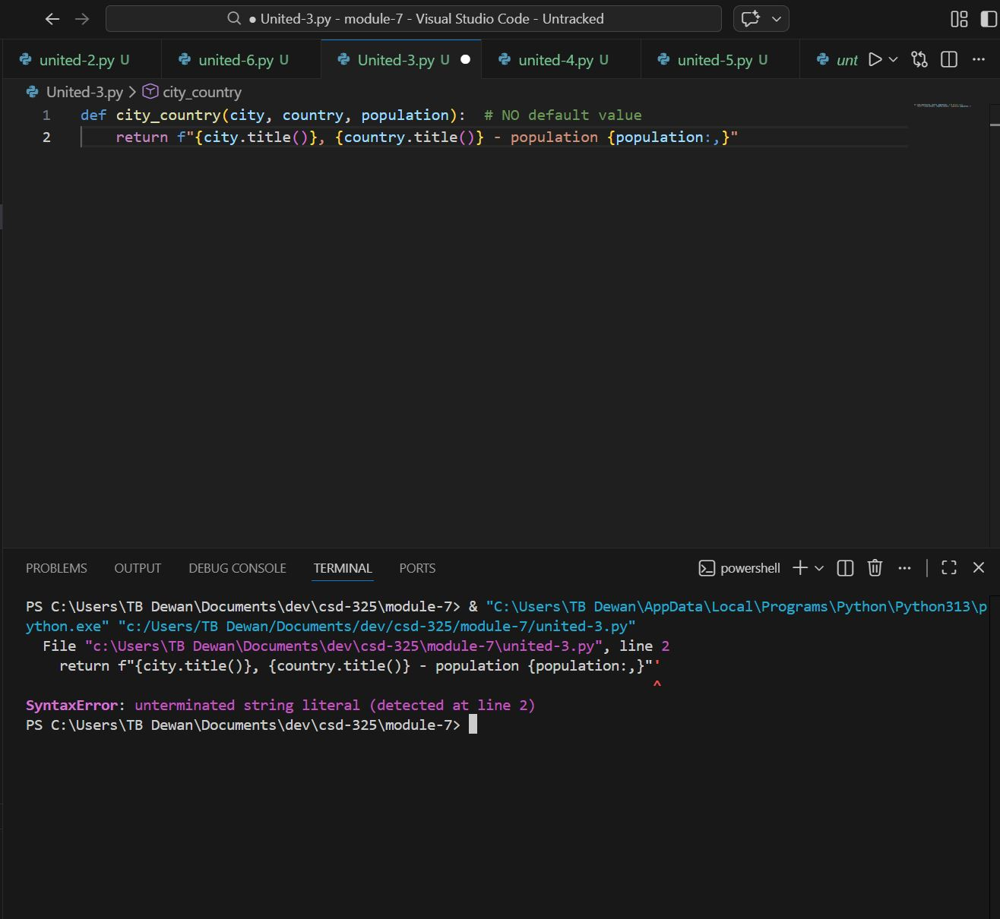 ● United-3.py - module-7 - Visual Studio Code - Untracked
united-2.py U united-6.py U United-3.py U united-4.py U united-5.py U unt
United-3.py > city_country
1 def city_country(city, country, population):  # NO default value
2     return f"{city.title()}, {country.title()} - population {population:,}"
PROBLEMS OUTPUT DEBUG CONSOLE TERMINAL PORTS powershell
PS C:\Users\TB Dewan\Documents\dev\csd-325\module-7> & "C:\Users\TB Dewan\AppData\Local\Programs\Python\Python313\p
ython.exe" "c:/Users/TB Dewan/Documents/dev/csd-325/module-7/united-3.py"
  File "c:\Users\TB Dewan\Documents\dev\csd-325\module-7\united-3.py", line 2
    return f"{city.title()}, {country.title()} - population {population:,}"'
^
SyntaxError: unterminated string literal (detected at line 2)
PS C:\Users\TB Dewan\Documents\dev\csd-325\module-7>